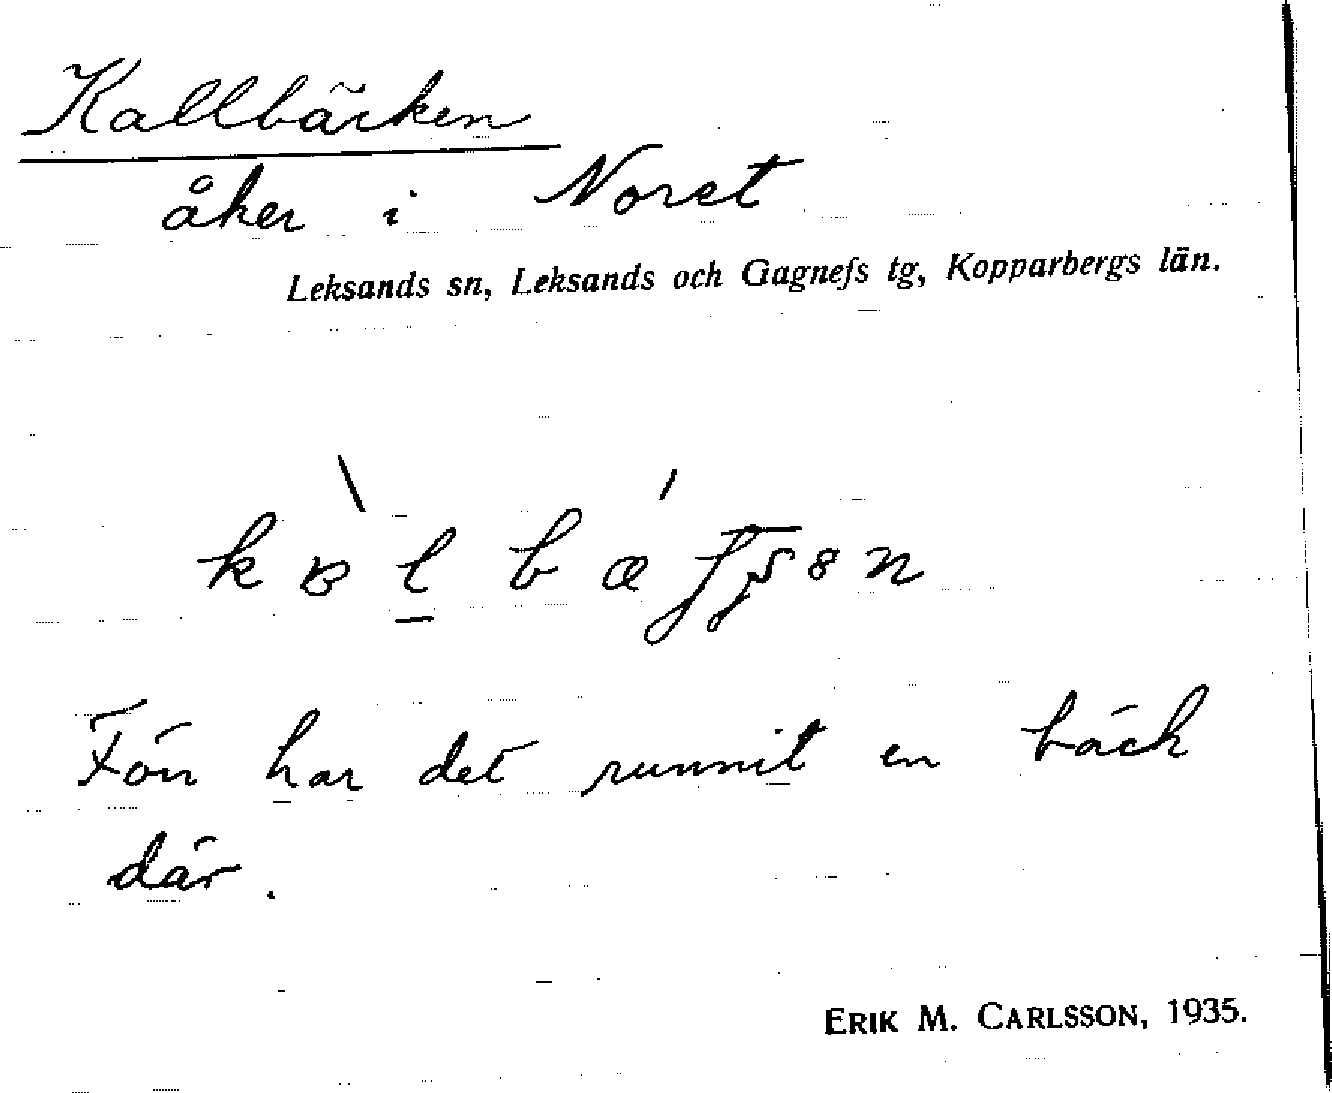 Kallbäcken
åker i Noret
Leksands sn, Leksands och Gagnefs tg, Kopparbergs län.
Förr har det runnit en bäck
där.
ERIK M. CARLSSON, 1935.